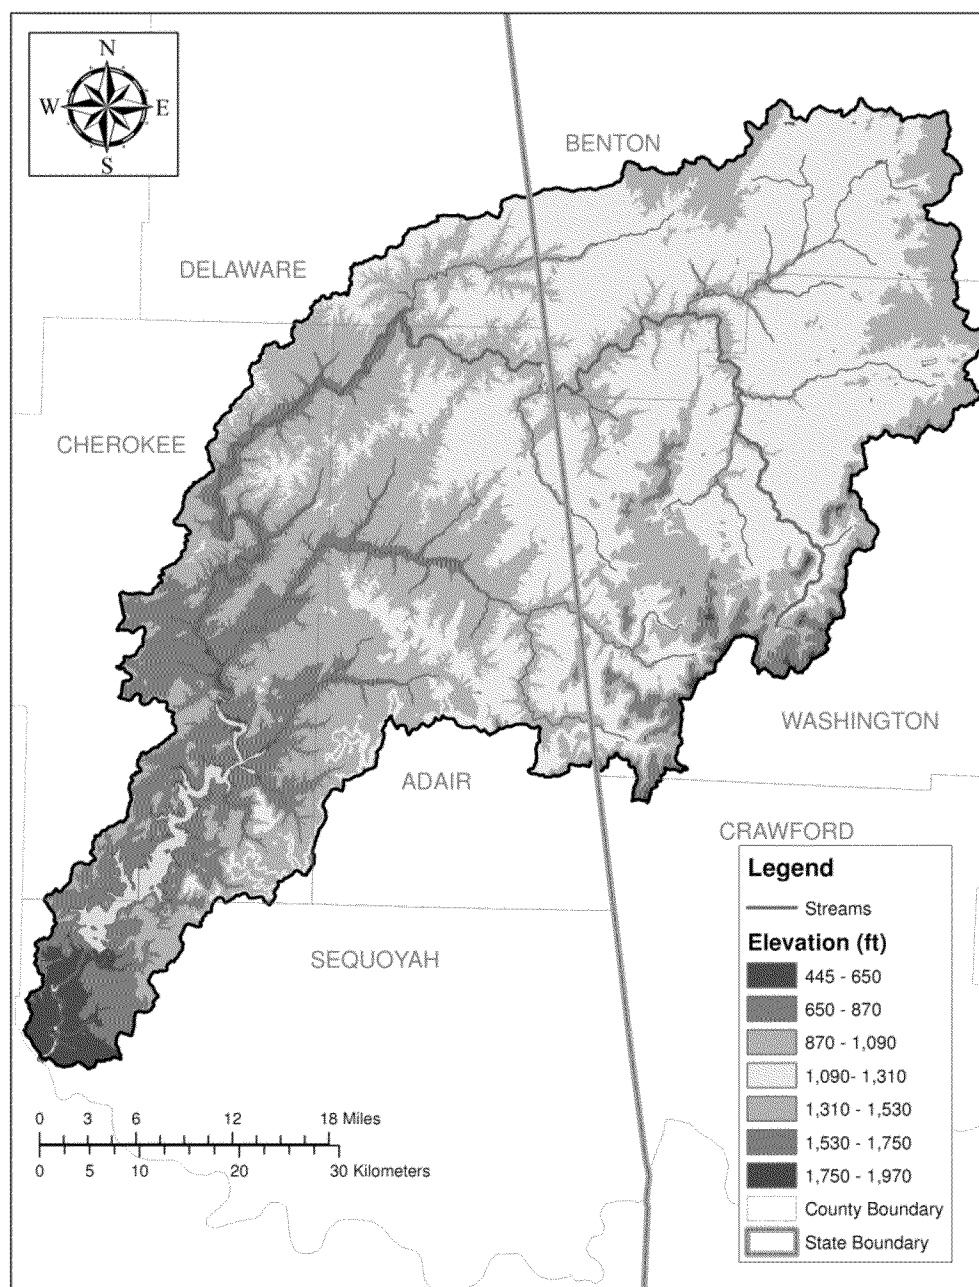 N
W E
S
BENTON
DELAWARE
CHEROKEE
WASHINGTON
ADAIR
CRAWFORD
SEQUOYAH
Legend
Streams
Elevation (ft)
445 - 650
650 - 870
870 - 1,090
1,090- 1,310
1,310 - 1,530
1,530 - 1,750
1,750 - 1,970
County Boundary
State Boundary
0 3 6 12 18 Miles
0 5 10 20 30 Kilometers